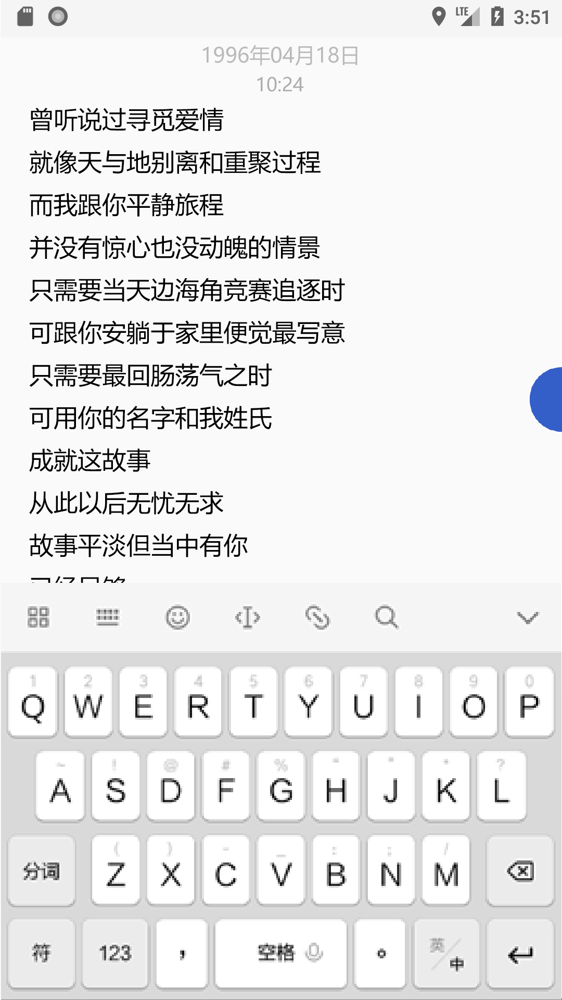 LTE 3:51
1996年04月18日
10:24
曾听说过寻觅爱情
就像天与地别离和重聚过程
而我跟你平静旅程
并没有惊心也没动魄的情景
只需要当天边海角竞赛追逐时
可跟你安躺于家里便觉最写意
只需要最回肠荡气之时
可用你的名字和我姓氏
成就这故事
从此以后无忧无求
故事平淡但当中有你
1 2 3 4 5 6 7 8 9 0
Q W E R T Y U I O P
~ ! @ # %
? 
A S D F G H J K L
( ) - _ : ; /
分词 Z X C V B N M
符 123 , 空格 。 英/中